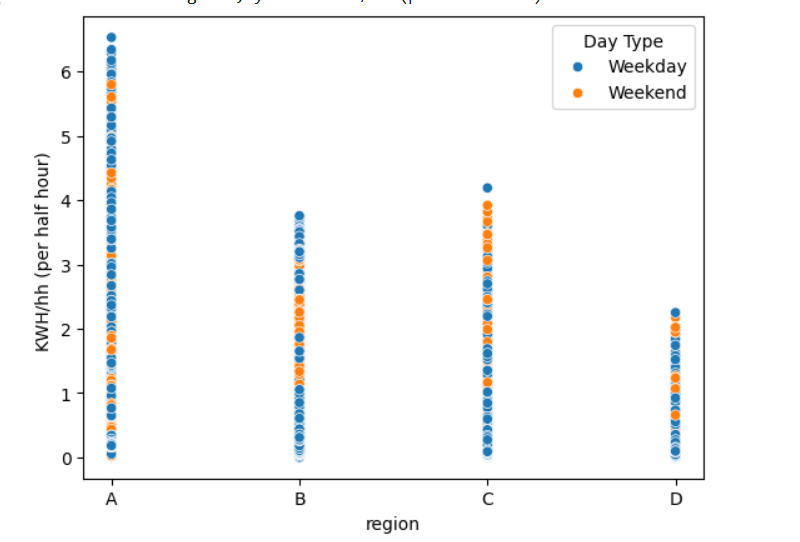 Day Type
Weekday
Weekend
6
5
4
3
2
1
0
KWH/hh (per half hour)
A B C D
region